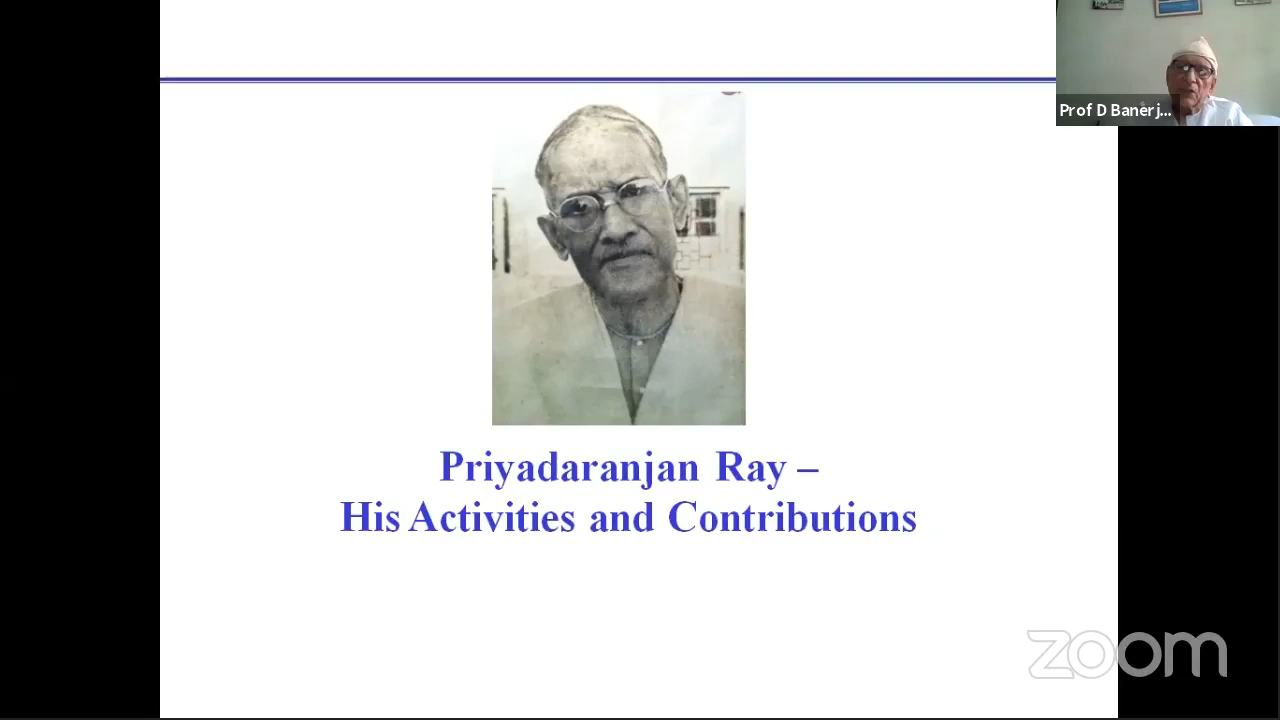 Prof D Banerj...
Priyadaranjan Ray –
His Activities and Contributions
zoom